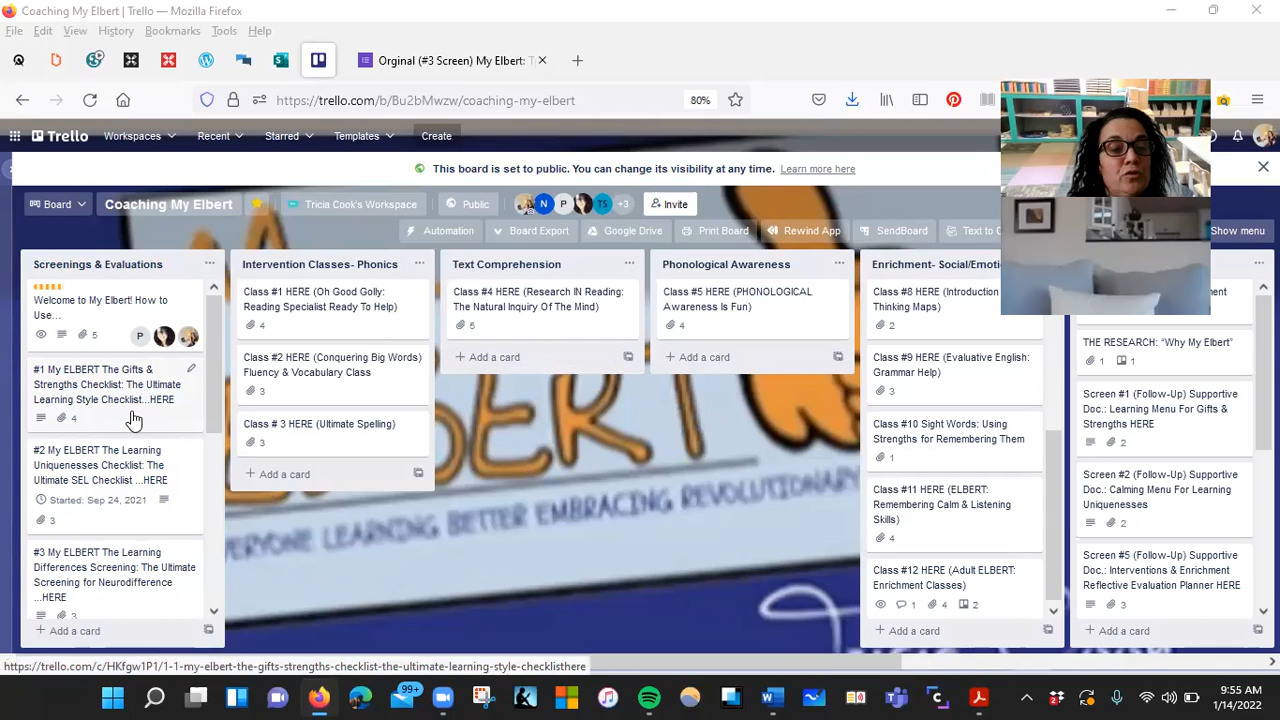 Coaching My Elbert | Trello — Mozilla Firefox
File Edit View History Bookmarks Tools Help
Orginal (#3 Screen) My Elbert: T
https://trello.com/b/Bu2bMwzw/coaching-my-elbert
80%
Trello Workspaces Recent Starred Templates Create
This board is set to public. You can change its visibility at any time. Learn more here
Board Coaching My Elbert Tricia Cook's Workspace Public N P TS +3 Invite
Automation Board Export Google Drive Print Board Rewind App SendBoard Text to C Show menu
Screenings & Evaluations
Welcome to My Elbert! How to
Use...
5 P
#1 My ELBERT The Gifts &
Strengths Checklist: The Ultimate
Learning Style Checklist...HERE
4
#2 My ELBERT The Learning
Uniquenesses Checklist: The
Ultimate SEL Checklist ...HERE
Started: Sep 24, 2021
3
#3 My ELBERT The Learning
Differences Screening: The Ultimate
Screening for Neurodifference
...HERE
3
+ Add a card
Intervention Classes- Phonics
Class #1 HERE (Oh Good Golly:
Reading Specialist Ready To Help)
4
Class #2 HERE (Conquering Big Words)
Fluency & Vocabulary Class
3
Class # 3 HERE (Ultimate Spelling)
3
+ Add a card
Text Comprehension
Class #4 HERE (Research IN Reading:
The Natural Inquiry Of The Mind)
5
+ Add a card
Phonological Awareness
Class #5 HERE (PHONOLOGICAL
Awareness Is Fun)
4
+ Add a card
Enrichment- Social/Emoti
Class #8 HERE (Introduction
Thinking Maps)
2
Class #9 HERE (Evaluative English:
Grammar Help)
3
Class #10 Sight Words: Using
Strengths for Remembering Them
1
Class #11 HERE (ELBERT:
Remembering Calm & Listening
Skills)
4
Class #12 HERE (Adult ELBERT:
Enrichment Classes)
1 4 2
+ Add a card
THE RESEARCH: “Why My Elbert”
1 1
Screen #1 (Follow-Up) Supportive
Doc.: Learning Menu For Gifts &
Strengths HERE
2
Screen #2 (Follow-Up) Supportive
Doc.: Calming Menu For Learning
Uniquenesses
2
Screen #5 (Follow-Up) Supportive
Doc.: Interventions & Enrichment
Reflective Evaluation Planner HERE
3
+ Add a card
EVERYONE LEARNING BETTER EMBRACING REVOLUTIONARY
https://trello.com/c/HKfgw1P1/1-1-my-elbert-the-gifts-strengths-checklist-the-ultimate-learning-style-checklisthere
99+
9:55 AM
1/14/2022